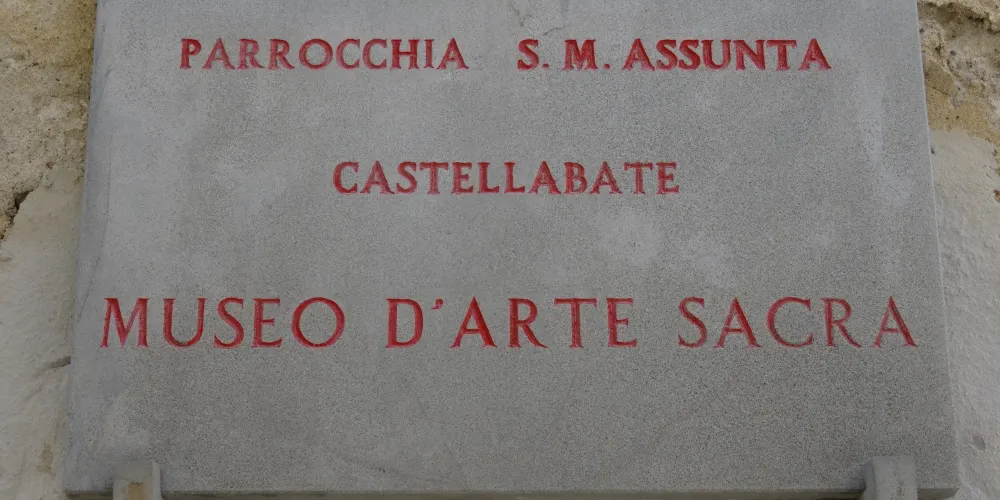 PARROCCHIA S. M. ASSUNTA
CASTELLABATE
MUSEO D'ARTE SACRA